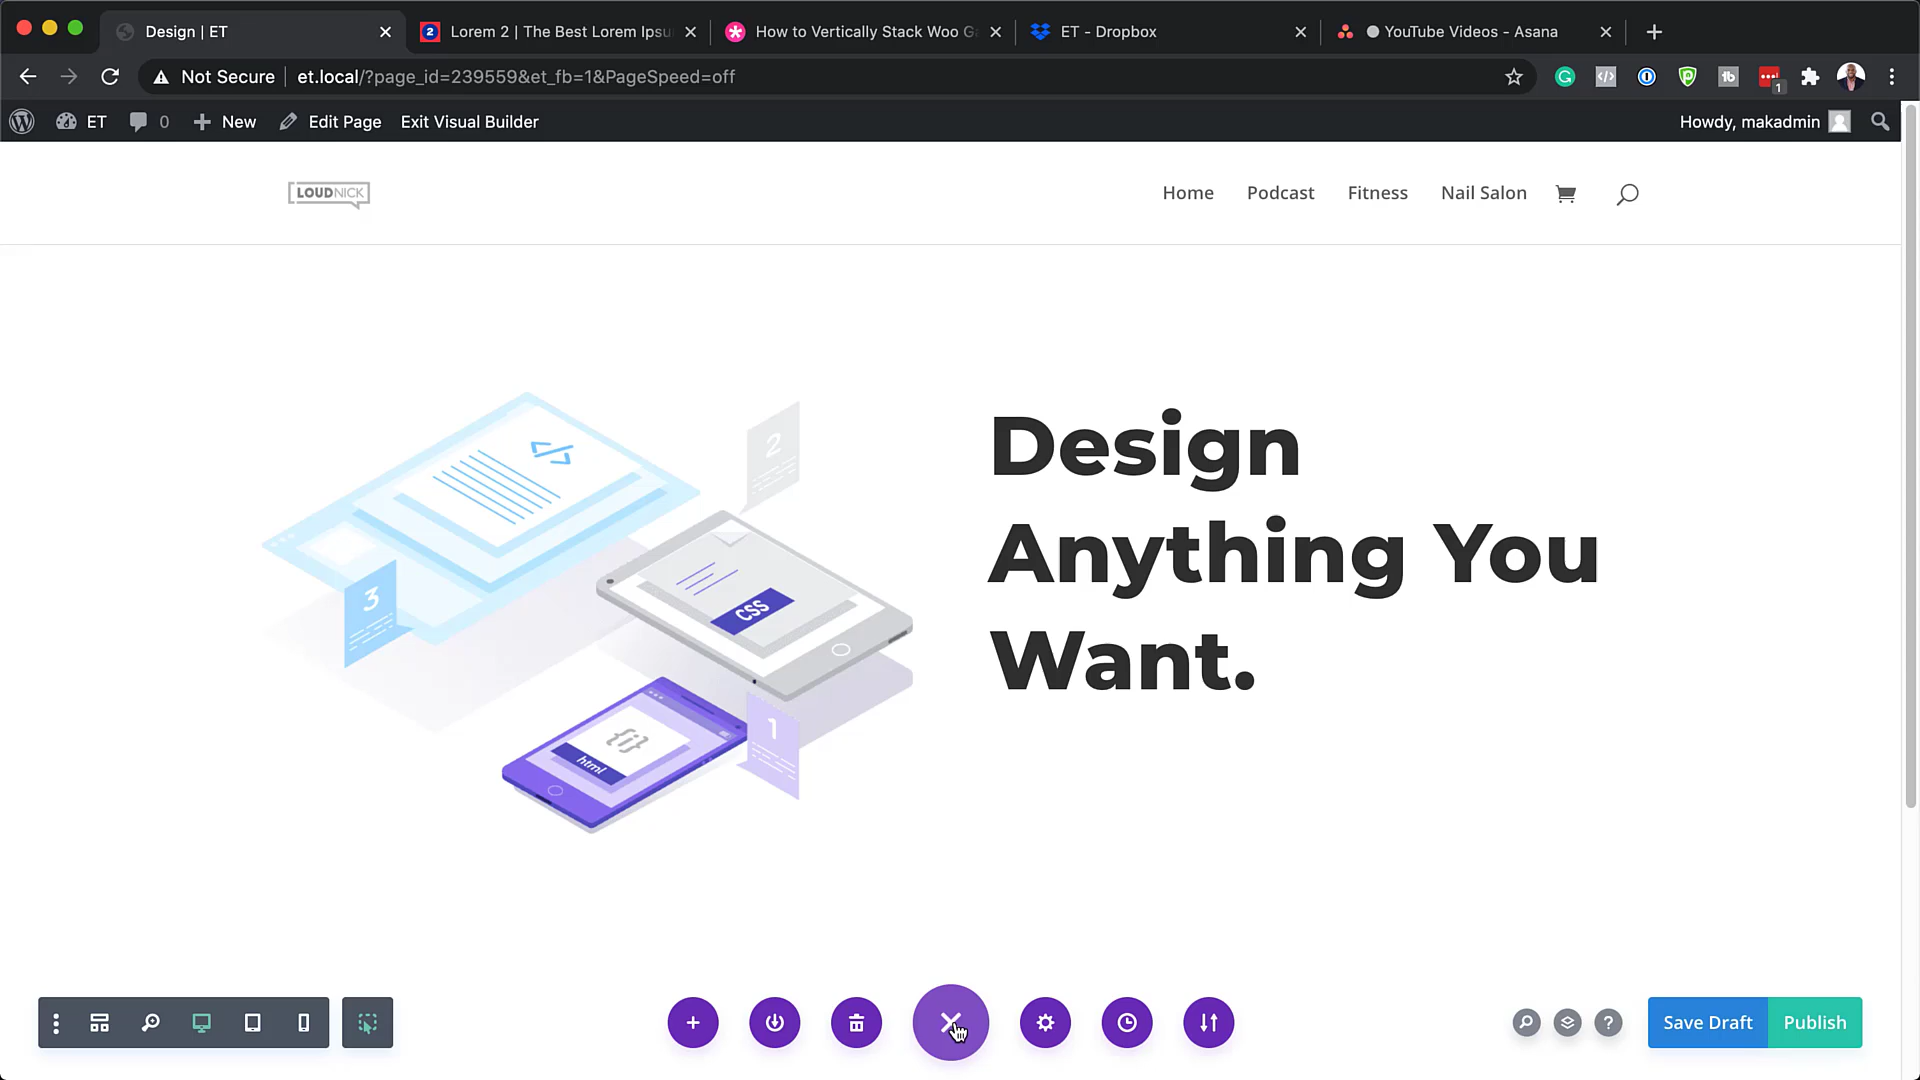 Design | ET
Lorem 2 | The Best Lorem Ipsu
How to Vertically Stack Woo G
ET - Dropbox
YouTube Videos - Asana
Not Secure
et.local/?page_id=239559&et_fb=1&PageSpeed=off
1
ET
0
New
Edit Page
Exit Visual Builder
Howdy, makadmin
LOUDNICK
Home
Podcast
Fitness
Nail Salon
Design
Anything You
Want.
2
3
CSS
1
{i}
html
Save Draft
Publish